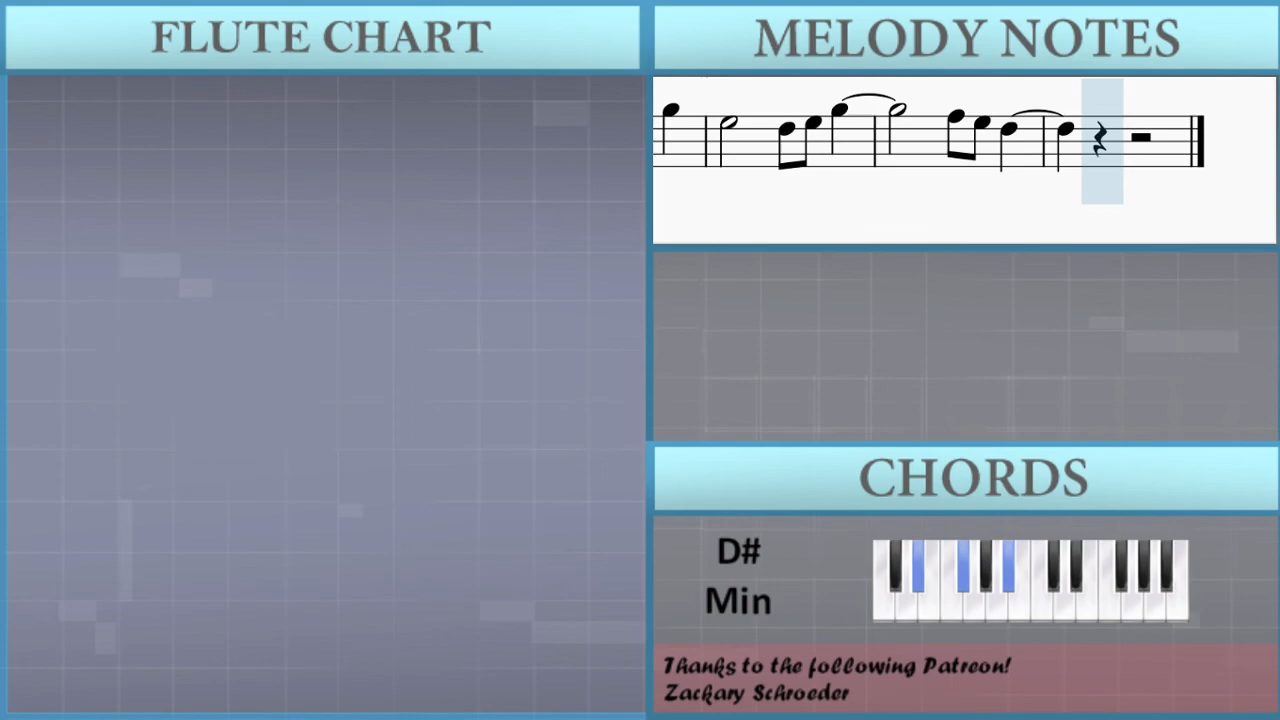 FLUTE CHART
MELODY NOTES
CHORDS
D#
Min
Thanks to the following Patreon!
Zackary Schroeder